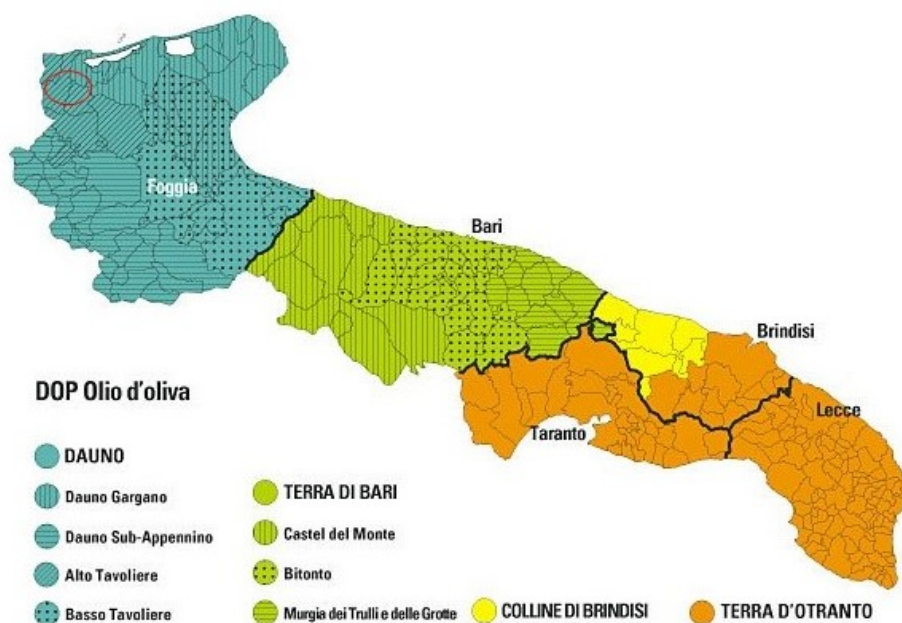 Foggia
Bari
Brindisi
Lecce
Taranto
DOP Olio d'oliva
DAUNO
Dauno Gargano
Dauno Sub-Appennino
Alto Tavoliere
Basso Tavoliere
TERRA DI BARI
Castel del Monte
Bitonto
Murgia dei Trulli e delle Grotte
COLLINE DI BRINDISI
TERRA D'OTRANTO